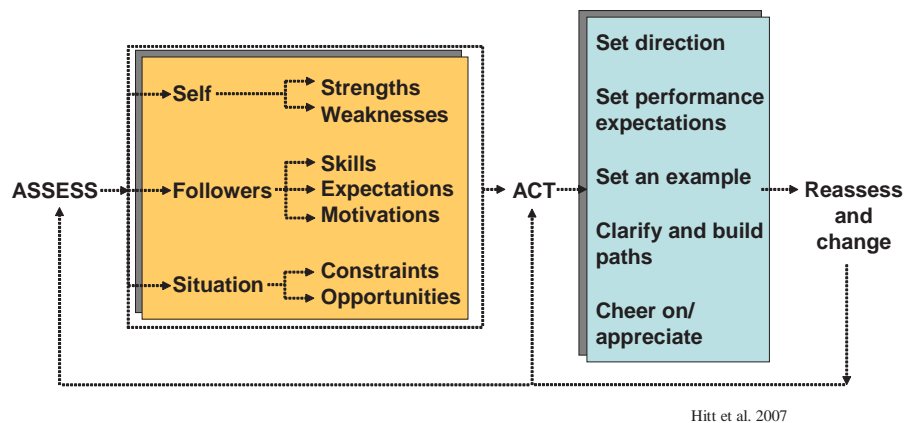 ASSESS
Self
Strengths
Weaknesses
Followers
Skills
Expectations
Motivations
Situation
Constraints
Opportunities
ACT
Set direction
Set performance
expectations
Set an example
Clarify and build
paths
Cheer on/
appreciate
Reassess
and
change
Hitt et al. 2007